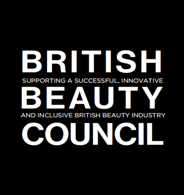 BRITISH
SUPPORTING A SUCCESSFUL, INNOVATIVE
BEAUTY
AND INCLUSIVE BRITISH BEAUTY INDUSTRY
COUNCIL